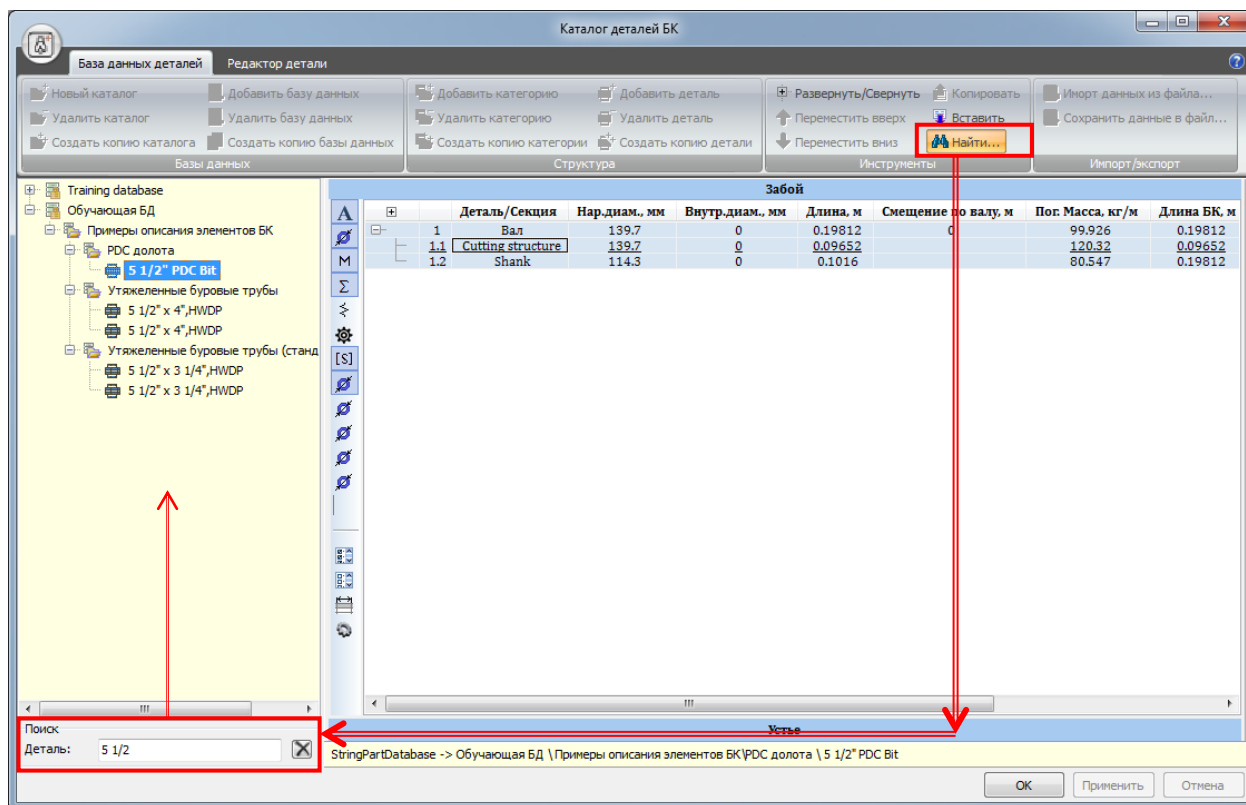 Каталог деталей БК
База данных деталей Редактор детали
Новый каталог Добавить базу данных Добавить категорию Добавить деталь Развернуть/Свернуть Копировать Иморт данных из файла...
Удалить каталог Удалить базу данных Удалить категорию Удалить деталь Переместить вверх Вставить Сохранить данные в файл...
Создать копию каталога Создать копию базы данных Создать копию категории Создать копию детали Переместить вниз Найти...
Базы данных Структура Инструменты Импорт/экспорт
Training database
Обучающая БД
Примеры описания элементов БК
PDC долота
5 1/2" PDC Bit
Утяжеленные буровые трубы
5 1/2" x 4",HWDP
5 1/2" x 4",HWDP
Утяжеленные буровые трубы (станд
5 1/2" x 3 1/4",HWDP
5 1/2" x 3 1/4",HWDP
Забой
Деталь/Секция Нар.диам., мм Внутр.диам., мм Длина, м Смещение по валу, м Пог. Масса, кг/м Длина БК, м
1 Вал 139.7 0 0.19812 0 99.926 0.19812
1.1 Cutting structure 139.7 0 0.09652 120.32 0.09652
1.2 Shank 114.3 0 0.1016 80.547 0.19812
A
M
Σ
[S]
Устье
Поиск
Деталь: 5 1/2
StringPartDatabase -> Обучающая БД \ Примеры описания элементов БК \PDC долота \ 5 1/2" PDC Bit
OK Применить Отмена